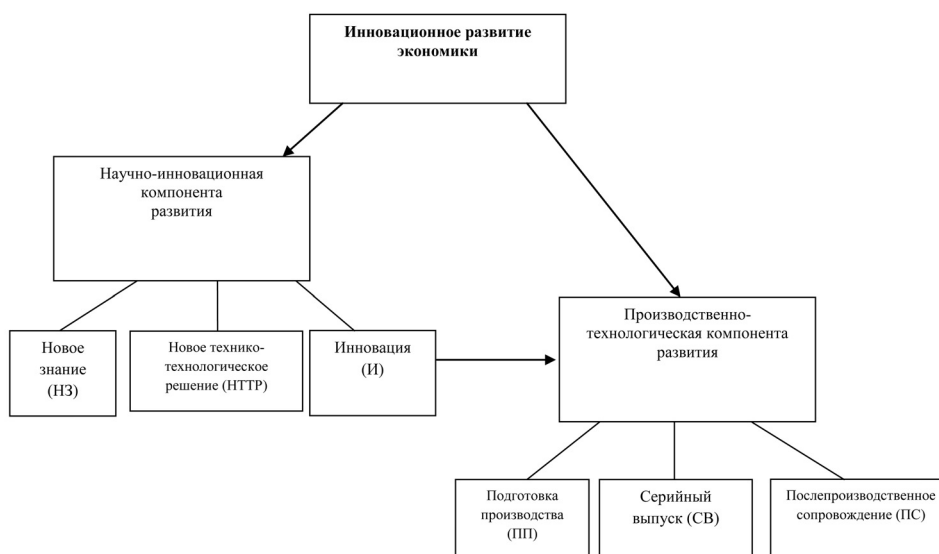 Инновационное развитие
экономики
Научно-инновационная
компонента
развития
Новое
знание
(НЗ)
Новое технико-
технологическое
решение (НТТР)
Инновация
(И)
Производственно-
технологическая компонента
развития
Подготовка
производства
(ПП)
Серийный
выпуск (СВ)
Послепроизводственное
сопровождение (ПС)